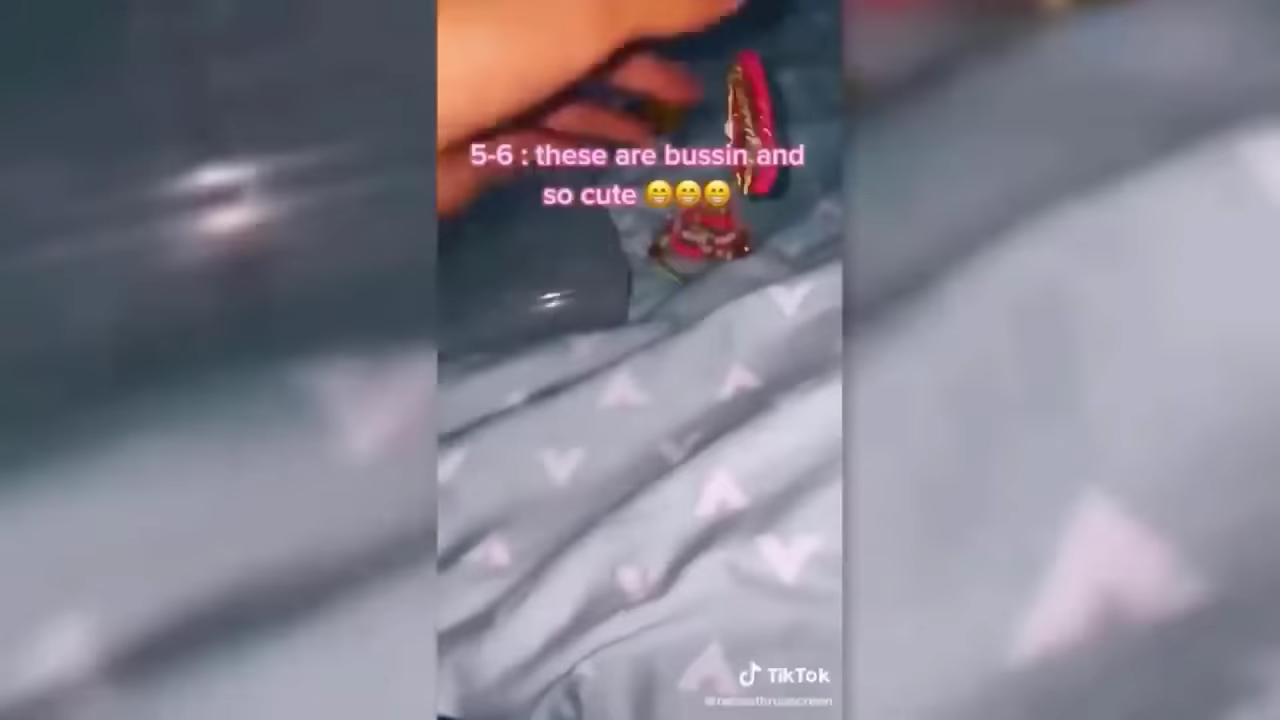 5-6 : these are bussin and
so cute 😁😁😁
TikTok